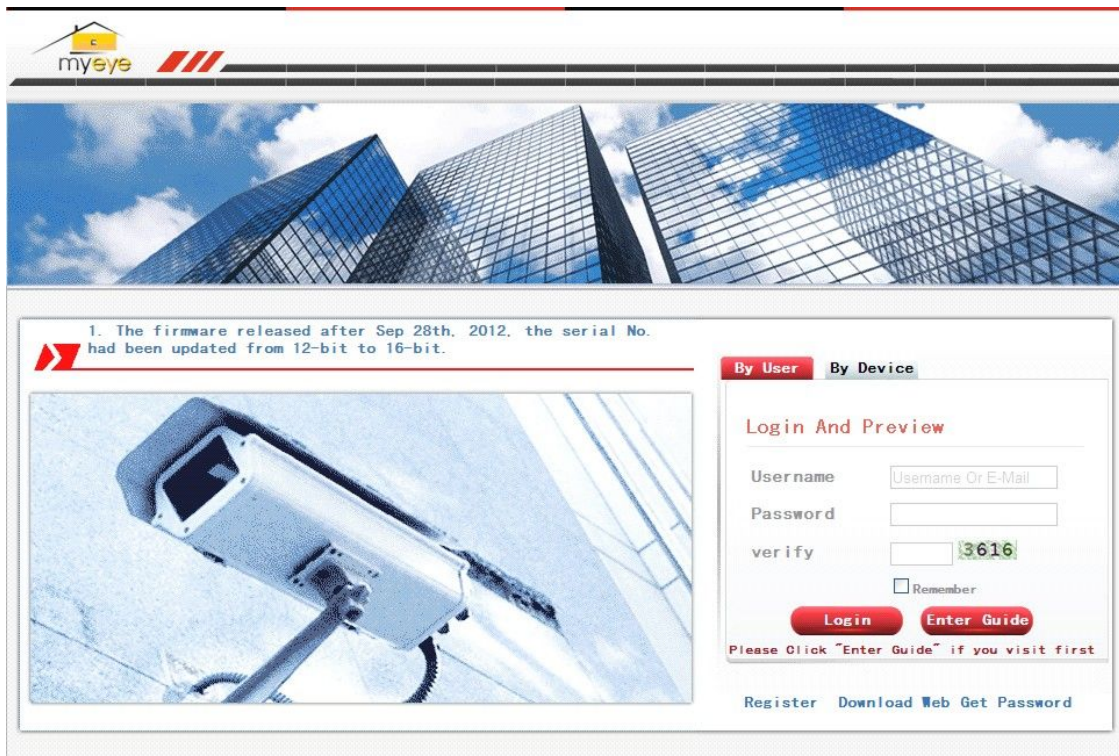 myeye
1. The firmware released after Sep 28th, 2012, the serial No.
had been updated from 12-bit to 16-bit.
By User By Device
Login And Preview
Username Username Or E-Mail
Password
verify 3616
Remember
Login Enter Guide
Please Click "Enter Guide" if you visit first
Register Download Web Get Password